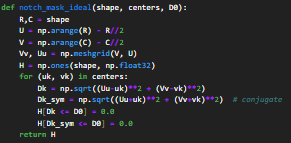 def notch_mask_ideal(shape, centers, D0):
    R,C = shape
    U = np.arange(R) - R//2
    V = np.arange(C) - C//2
    Vv, Uu = np.meshgrid(V, U)
    H = np.ones(shape, np.float32)
    for (uk, vk) in centers:
        Dk = np.sqrt((Uu-uk)**2 + (Vv-vk)**2)
        Dk_sym = np.sqrt((Uu+uk)**2 + (Vv+vk)**2)  # conjugate
        H[Dk <= D0] = 0.0
        H[Dk_sym <= D0] = 0.0
    return H